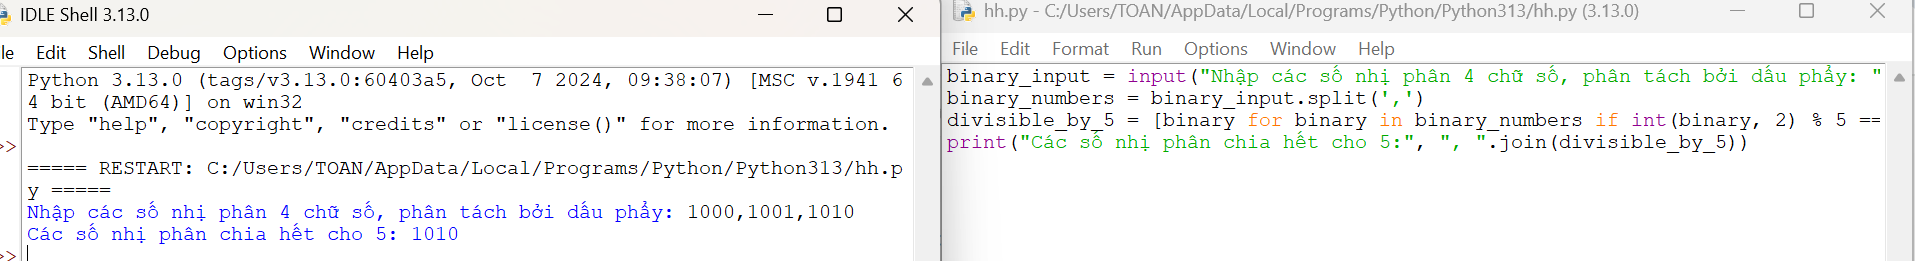 IDLE Shell 3.13.0
le Edit Shell Debug Options Window Help
Python 3.13.0 (tags/v3.13.0:60403a5, Oct  7 2024, 09:38:07) [MSC v.1941 6
4 bit (AMD64)] on win32
Type "help", "copyright", "credits" or "license()" for more information.
>>
===== RESTART: C:/Users/TOAN/AppData/Local/Programs/Python/Python313/hh.p
y =====
Nhập các số nhị phân 4 chữ số, phân tách bởi dấu phẩy: 1000,1001,1010
Các số nhị phân chia hết cho 5: 1010
>>
hh.py - C:/Users/TOAN/AppData/Local/Programs/Python/Python313/hh.py (3.13.0)
File Edit Format Run Options Window Help
binary_input = input("Nhập các số nhị phân 4 chữ số, phân tách bởi dấu phẩy: "
binary_numbers = binary_input.split(',')
divisible_by_5 = [binary for binary in binary_numbers if int(binary, 2) % 5 ==
print("Các số nhị phân chia hết cho 5:", ", ".join(divisible_by_5))